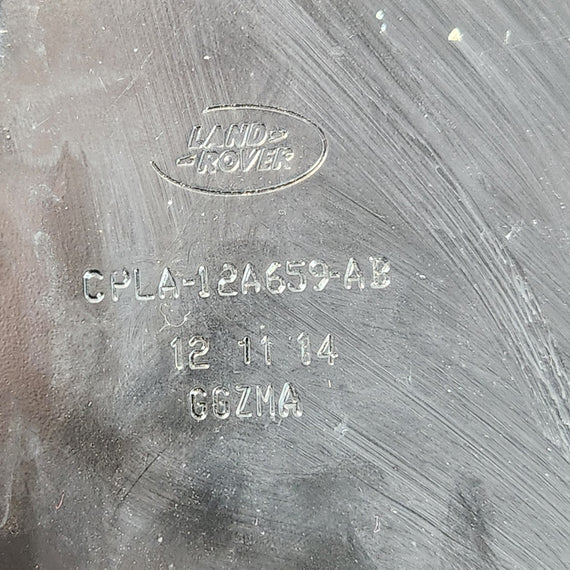 LAND
ROVER
CPLA-12A659-AB
12 11 14
GGZMA